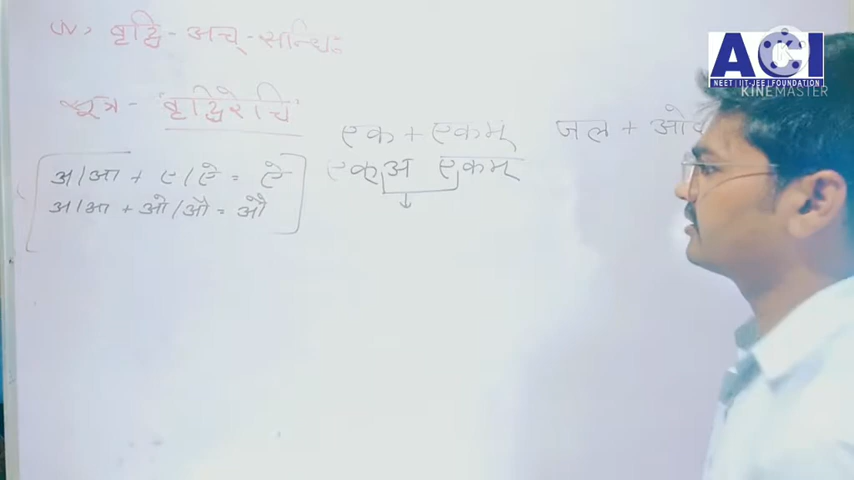 iv> वृद्धि - अच् - सन्धिः
सूत्र - "वृद्धिरेचि"
अ/आ + ए/ऐ = ऐ
अ/आ + ओ/औ = औ
एक + एकम्
एक् अ एकम्
जल + ओ
ACI
NEET | IIT-JEE | FOUNDATION
KINEMASTER